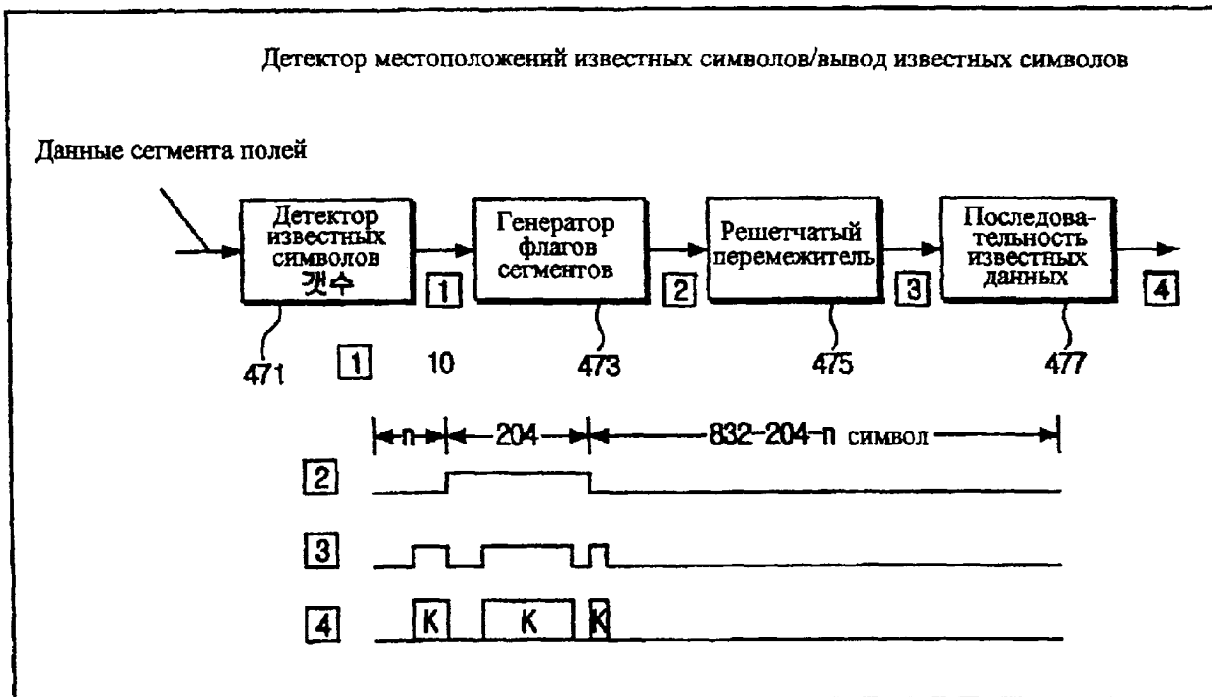 Детектор местоположений известных символов/вывод известных символов
Данные сегмента полей
Детектор
известных
символов
갯수
1
Генератор
флагов
сегментов
2
Решетчатый
перемежитель
3
Последова-
тельность
известных
данных
4
471
1
10
473
475
477
n
204
832-204-n символ
2
3
4
K
K
K